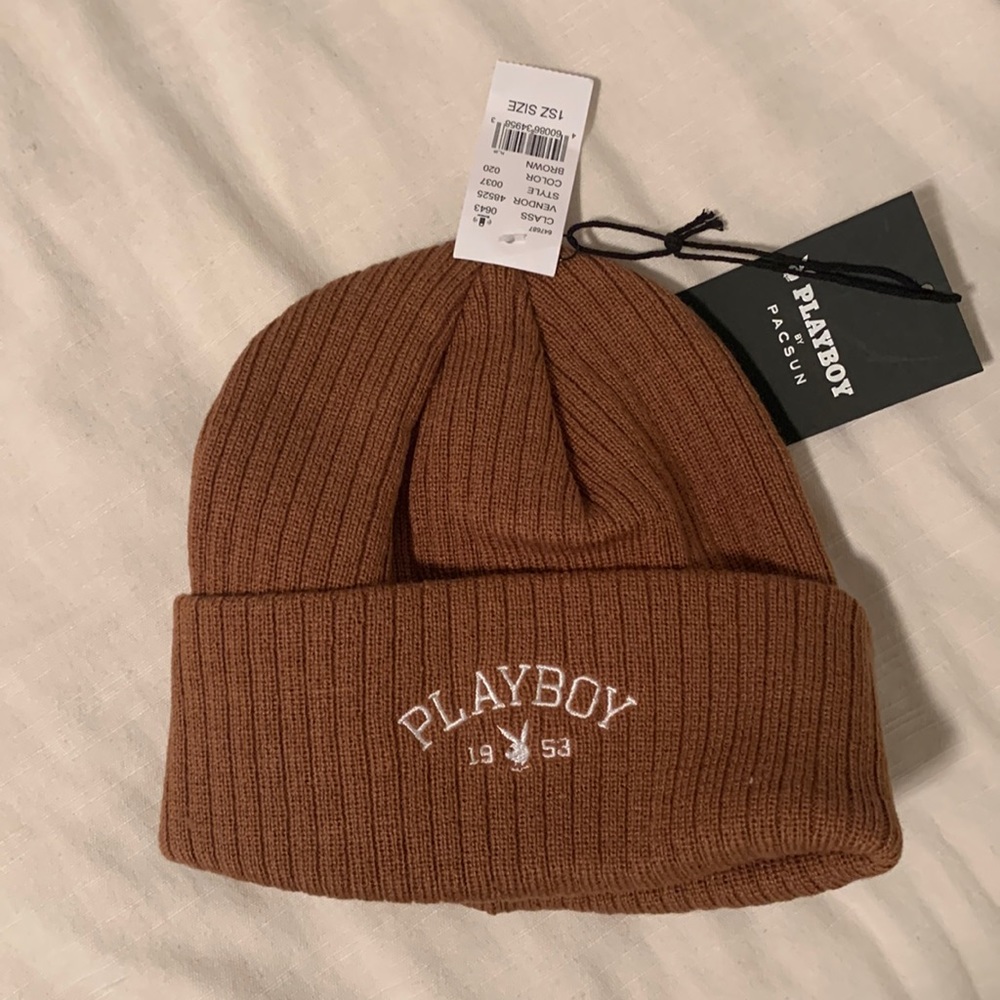 CLASS 0643
VENDOR 48525
STYLE 0037
COLOR 020
BROWN
1SZ SIZE
PLAYBOY
BY
PACSUN
PLAYBOY
19 53